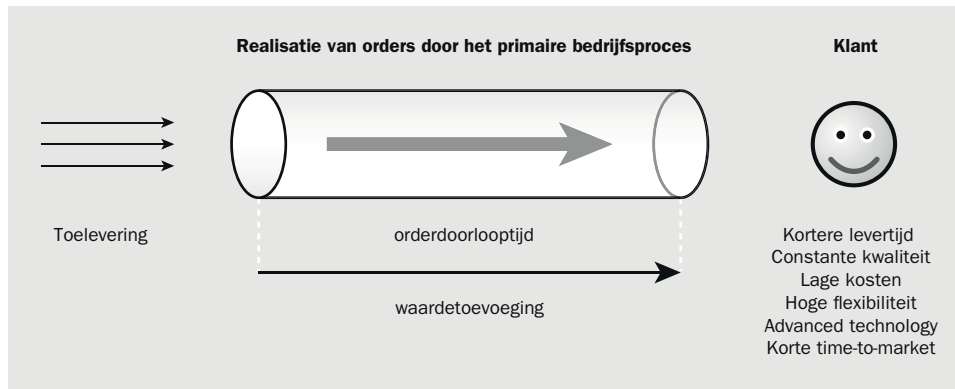 Realisatie van orders door het primaire bedrijfsproces
Klant
Toelevering
orderdoorlooptijd
waardetoevoeging
Kortere levertijd
Constante kwaliteit
Lage kosten
Hoge flexibiliteit
Advanced technology
Korte time-to-market